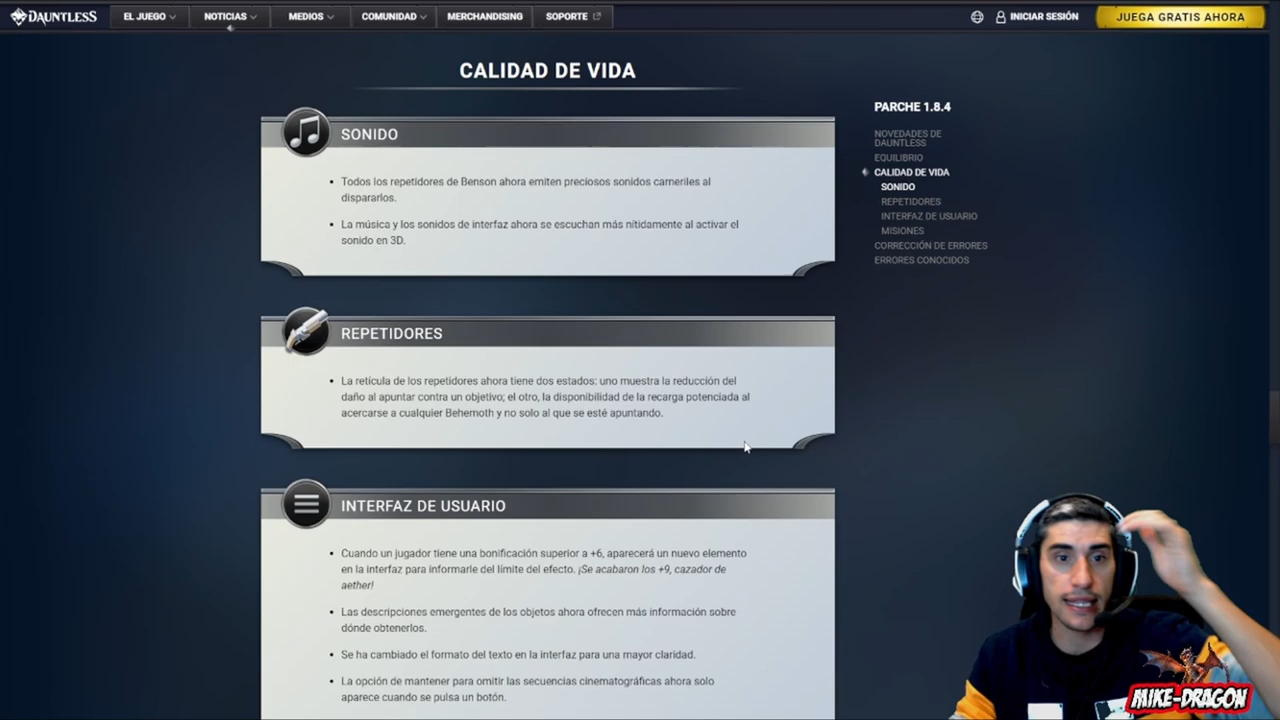 DAUNTLESS
EL JUEGO
NOTICIAS
MEDIOS
COMUNIDAD
MERCHANDISING
SOPORTE
INICIAR SESIÓN
JUEGA GRATIS AHORA
CALIDAD DE VIDA
SONIDO
• Todos los repetidores de Benson ahora emiten preciosos sonidos carneriles al
dispararlos.
• La música y los sonidos de interfaz ahora se escuchan más nítidamente al activar el
sonido en 3D.
REPETIDORES
• La retícula de los repetidores ahora tiene dos estados: uno muestra la reducción del
daño al apuntar contra un objetivo; el otro, la disponibilidad de la recarga potenciada al
acercarse a cualquier Behemoth y no solo al que se esté apuntando.
INTERFAZ DE USUARIO
• Cuando un jugador tiene una bonificación superior a +6, aparecerá un nuevo elemento
en la interfaz para informarle del límite del efecto. ¡Se acabaron los +9, cazador de
aether!
• Las descripciones emergentes de los objetos ahora ofrecen más información sobre
dónde obtenerlos.
• Se ha cambiado el formato del texto en la interfaz para una mayor claridad.
• La opción de mantener para omitir las secuencias cinematográficas ahora solo
aparece cuando se pulsa un botón.
PARCHE 1.8.4
NOVEDADES DE
DAUNTLESS
EQUILIBRIO
CALIDAD DE VIDA
SONIDO
REPETIDORES
INTERFAZ DE USUARIO
MISIONES
CORRECCIÓN DE ERRORES
ERRORES CONOCIDOS
MIKE-DRAGON